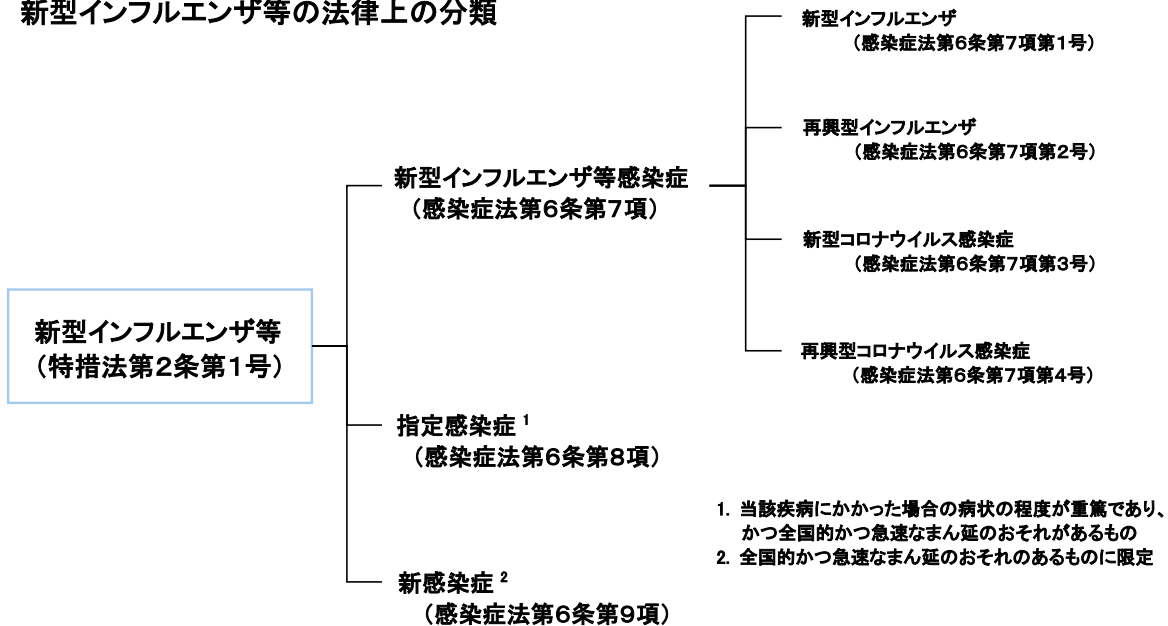 新型インフルエンザ等の法律上の分類
新型インフルエンザ等
（特措法第２条第１号）
新型インフルエンザ等感染症
（感染症法第６条第７項）
新型インフルエンザ
（感染症法第６条第７項第１号）
再興型インフルエンザ
（感染症法第６条第７項第２号）
新型コロナウイルス感染症
（感染症法第６条第７項第３号）
再興型コロナウイルス感染症
（感染症法第６条第７項第４号）
指定感染症 1
（感染症法第６条第８項）
新感染症 2
（感染症法第６条第９項）
1. 当該疾病にかかった場合の病状の程度が重篤であり、
かつ全国的かつ急速なまん延のおそれがあるもの
2. 全国的かつ急速なまん延のおそれのあるものに限定